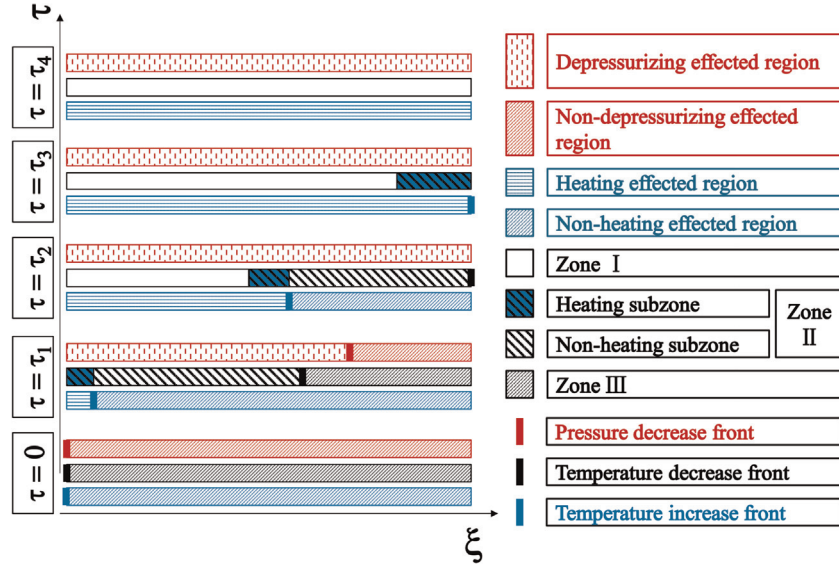 τ
τ = τ4
τ = τ3
τ = τ2
τ = τ1
τ = 0
ξ
Depressurizing effected region
Non-depressurizing effected
region
Heating effected region
Non-heating effected region
Zone Ⅰ
Heating subzone
Non-heating subzone
Zone
Ⅱ
Zone Ⅲ
Pressure decrease front
Temperature decrease front
Temperature increase front